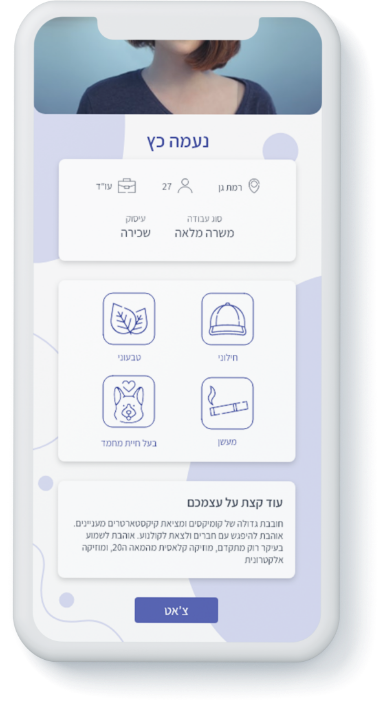 נעמה כץ
רמת גן 27 עו"ד
סוג עבודה עיסוק
משרה מלאה שכירה
חילוני טבעוני
מעשן בעל חיית מחמד
עוד קצת על עצמכם
חובבת גדולה של קומיקסים ומציאת קיקסטארטרים מעניינים.
אוהבת להיפגש עם חברים ולצאת לקולנוע. אוהבת לשמוע
בעיקר רוק מתקדם, מוזיקה קלאסית מהמאה ה20, ומוזיקה
אלקטרונית
צ'אט